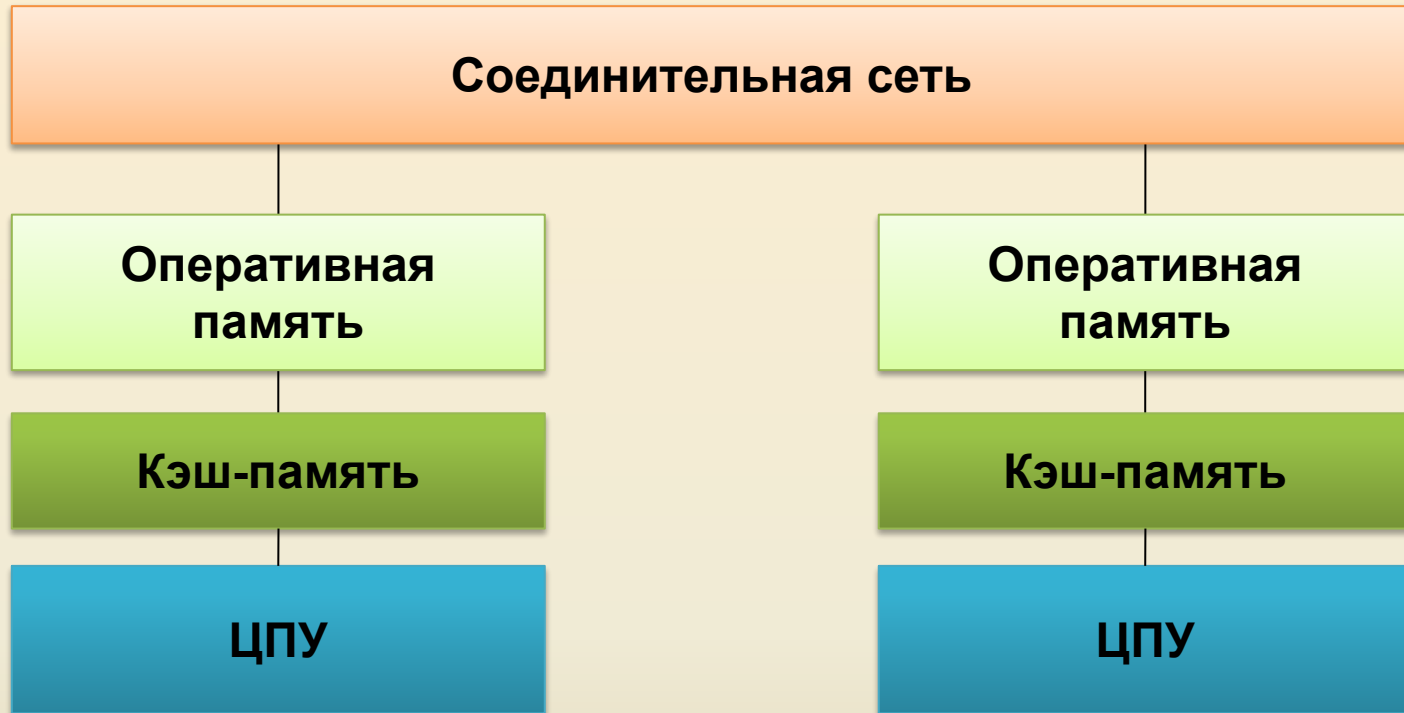 Соединительная сеть
Оперативная
память
Оперативная
память
Кэш-память
Кэш-память
ЦПУ
ЦПУ